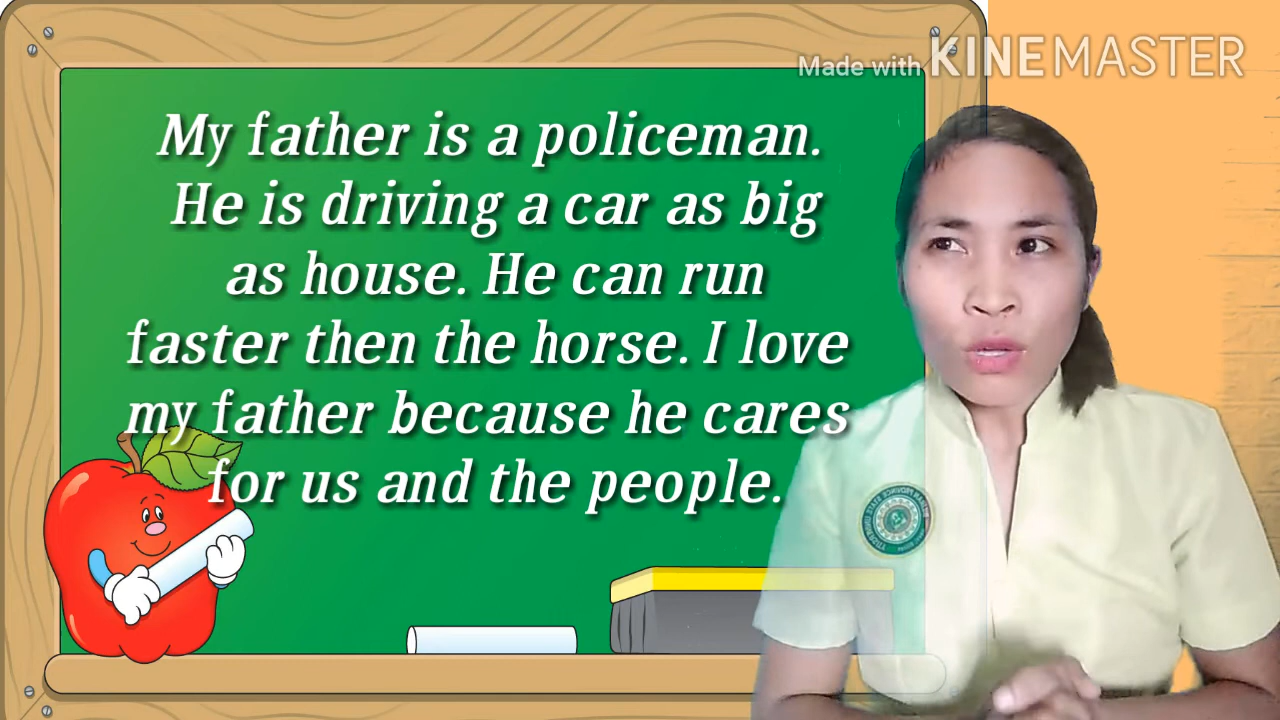 Made with KINEMASTER
My father is a policeman.
He is driving a car as big
as house. He can run
faster then the horse. I love
my father because he cares
for us and the people.